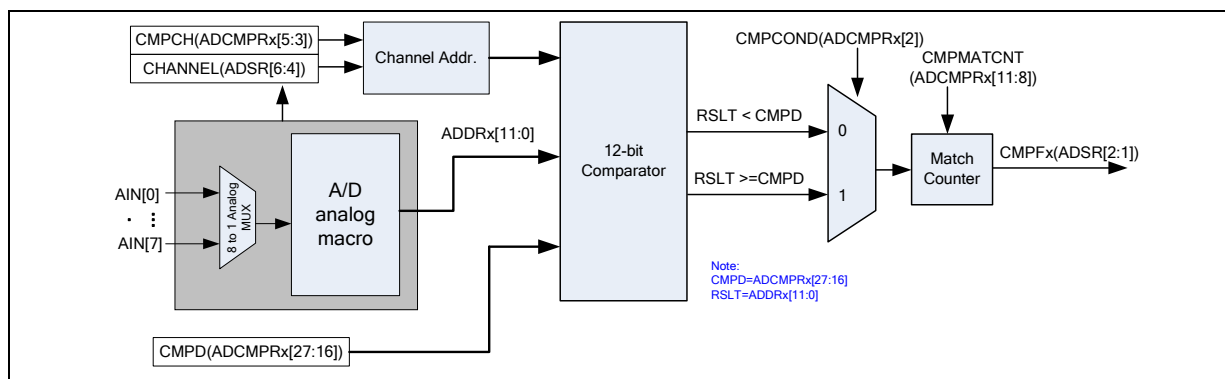 CMPCH(ADCMPRx[5:3])
CHANNEL(ADSR[6:4])
Channel Addr.
CMPCOND(ADCMPRx[2])
CMPMATCNT
(ADCMPRx[11:8])
ADDRx[11:0]
12-bit
Comparator
RSLT < CMPD
RSLT >=CMPD
0
1
Match
Counter
CMPFx(ADSR[2:1])
AIN[0]
. ...
AIN[7]
8 to 1 Analog
MUX
A/D
analog
macro
Note:
CMPD=ADCMPRx[27:16]
RSLT=ADDRx[11:0]
CMPD(ADCMPRx[27:16])